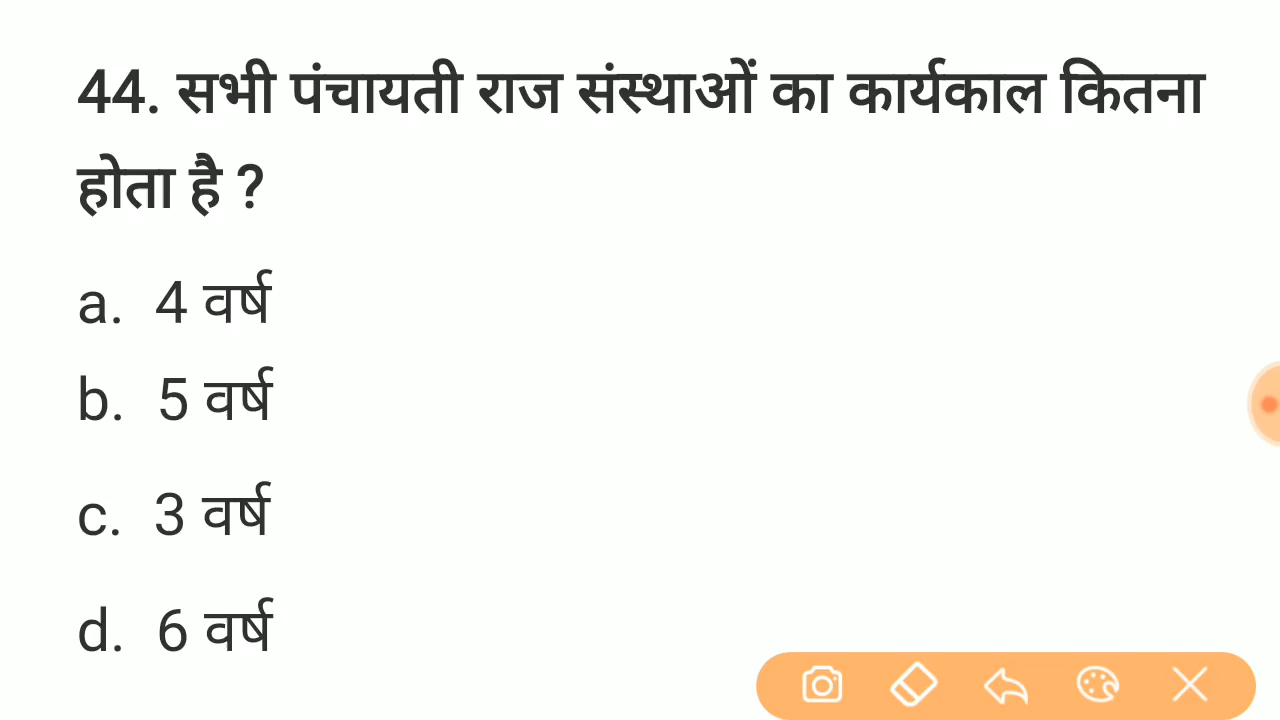 44. सभी पंचायती राज संस्थाओं का कार्यकाल कितना
होता है ?
a. 4 वर्ष
b. 5 वर्ष
c. 3 वर्ष
d. 6 वर्ष